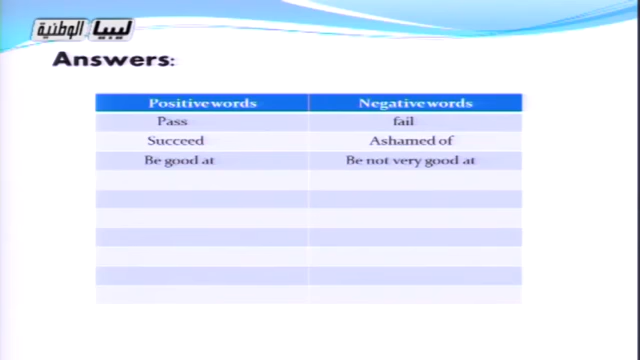 ليبيا الوطنية
Answers:
Positive words Negative words
Pass fail
Succeed Ashamed of
Be good at Be not very good at